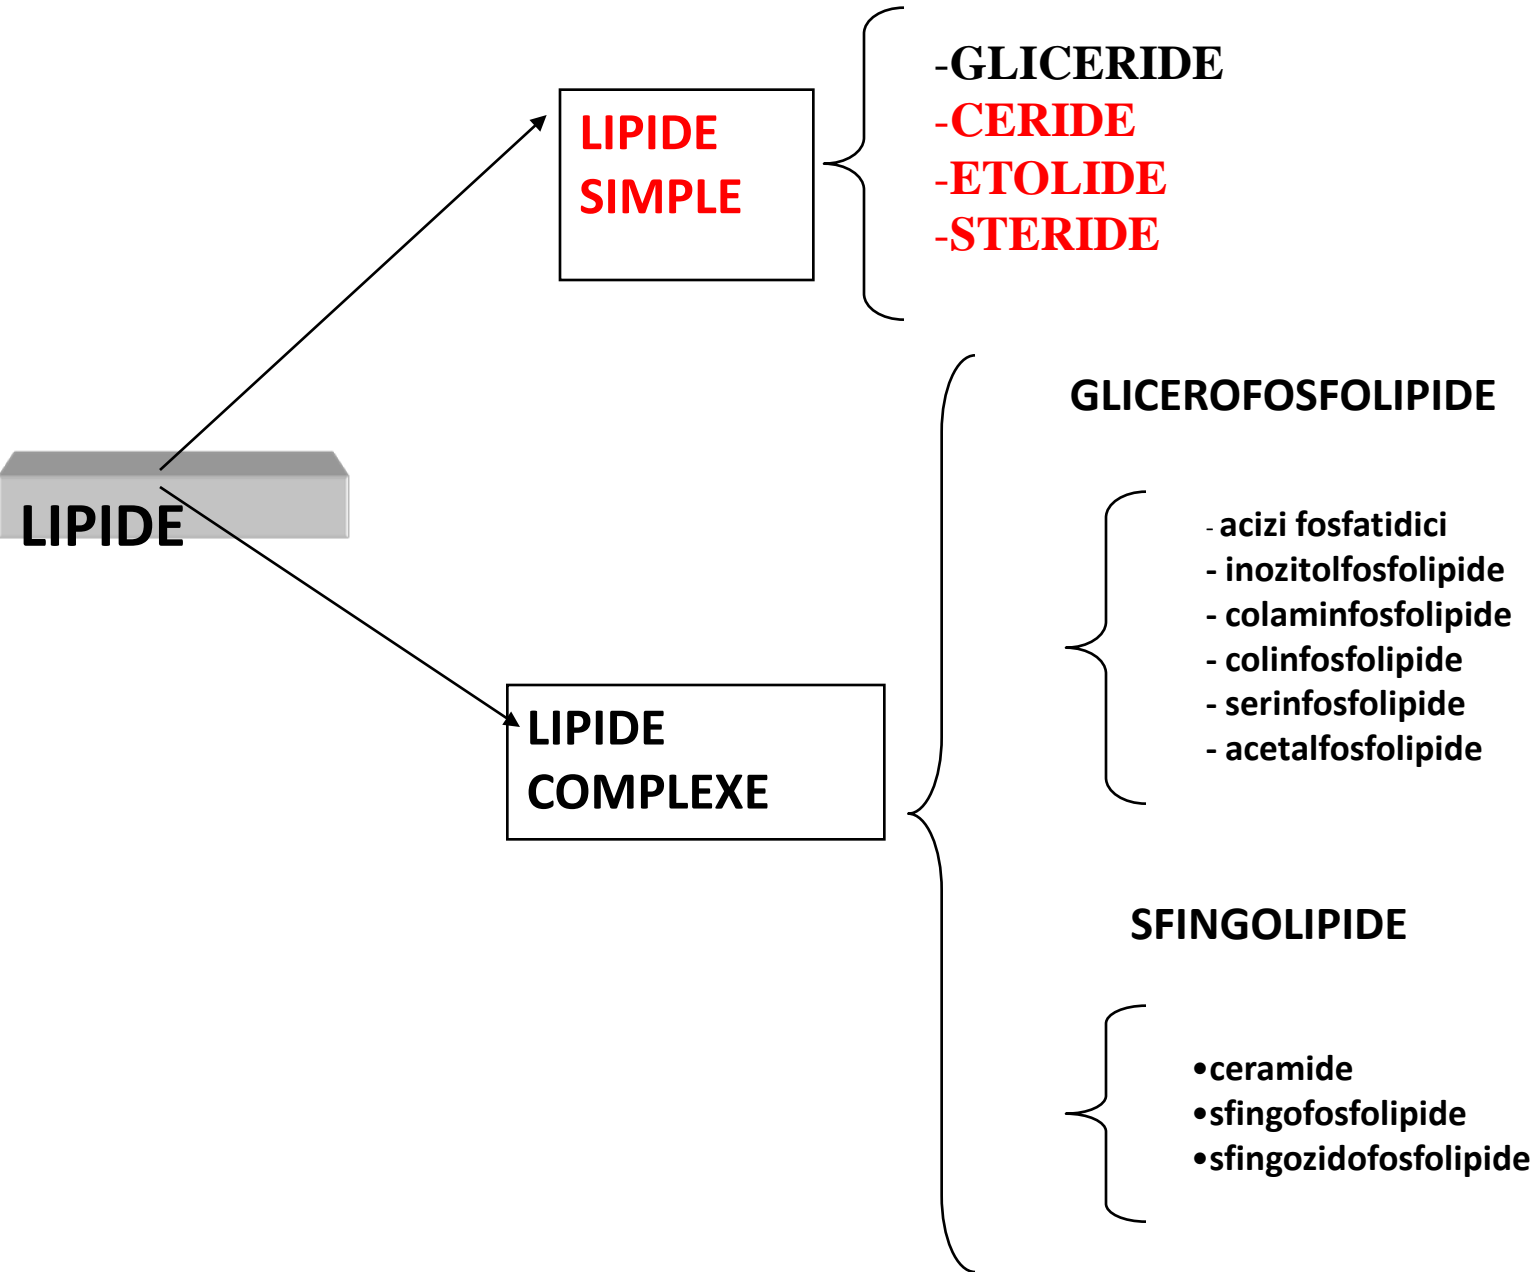 LIPIDE
LIPIDE
SIMPLE
-GLICERIDE
-CERIDE
-ETOLIDE
-STERIDE
LIPIDE
COMPLEXE
GLICEROFOSFOLIPIDE
- acizi fosfatidici
- inozitolfosfolipide
- colaminfosfolipide
- colinfosfolipide
- serinfosfolipide
- acetalfosfolipide
SFINGOLIPIDE
•ceramide
•sfingofosfolipide
•sfingozidofosfolipide